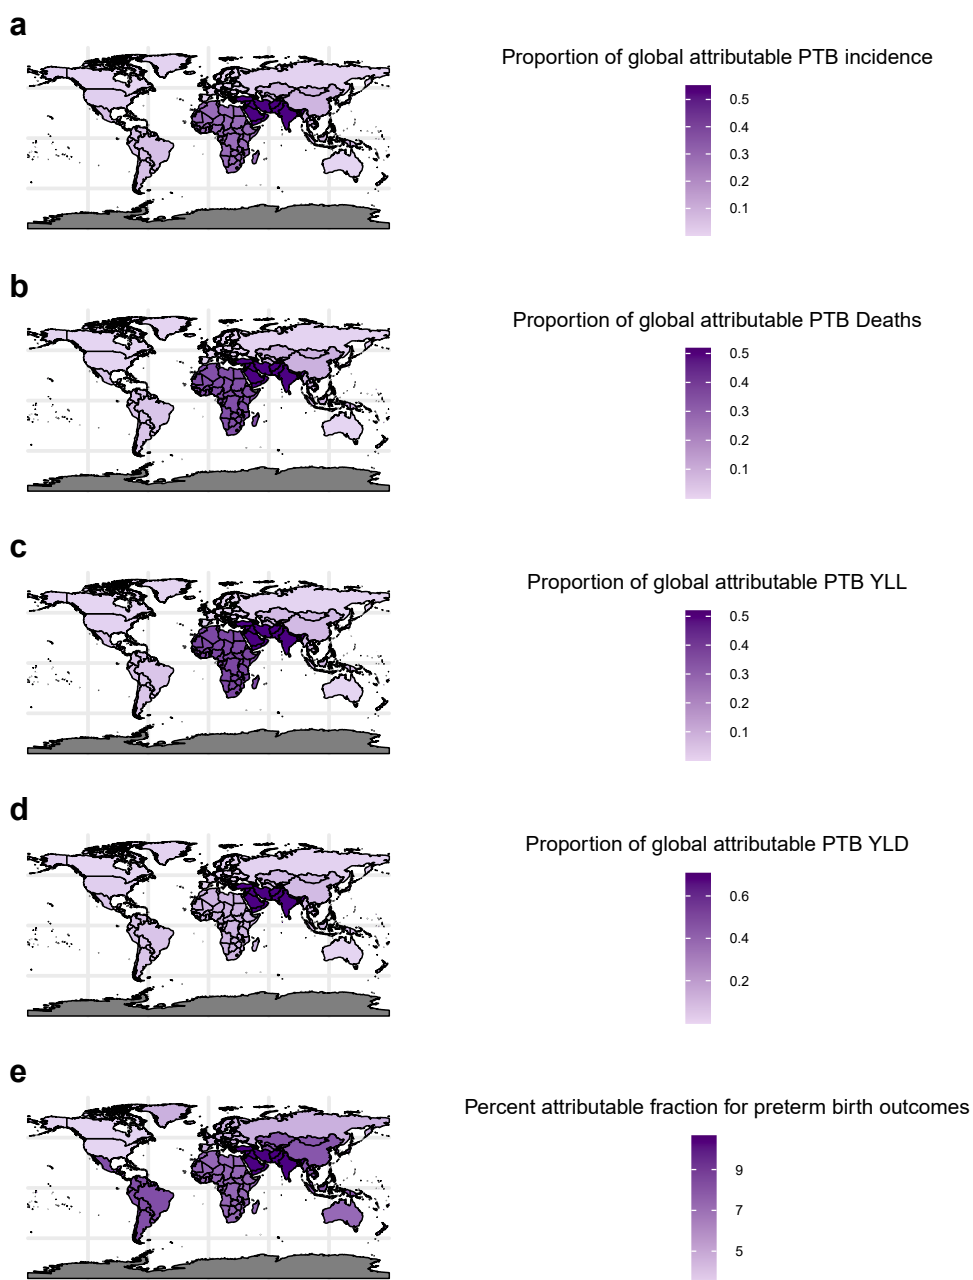 a
Proportion of global attributable PTB incidence
0.5
0.4
0.3
0.2
0.1
b
Proportion of global attributable PTB Deaths
0.5
0.4
0.3
0.2
0.1
c
Proportion of global attributable PTB YLL
0.5
0.4
0.3
0.2
0.1
d
Proportion of global attributable PTB YLD
0.6
0.4
0.2
e
Percent attributable fraction for preterm birth outcomes
9
7
5